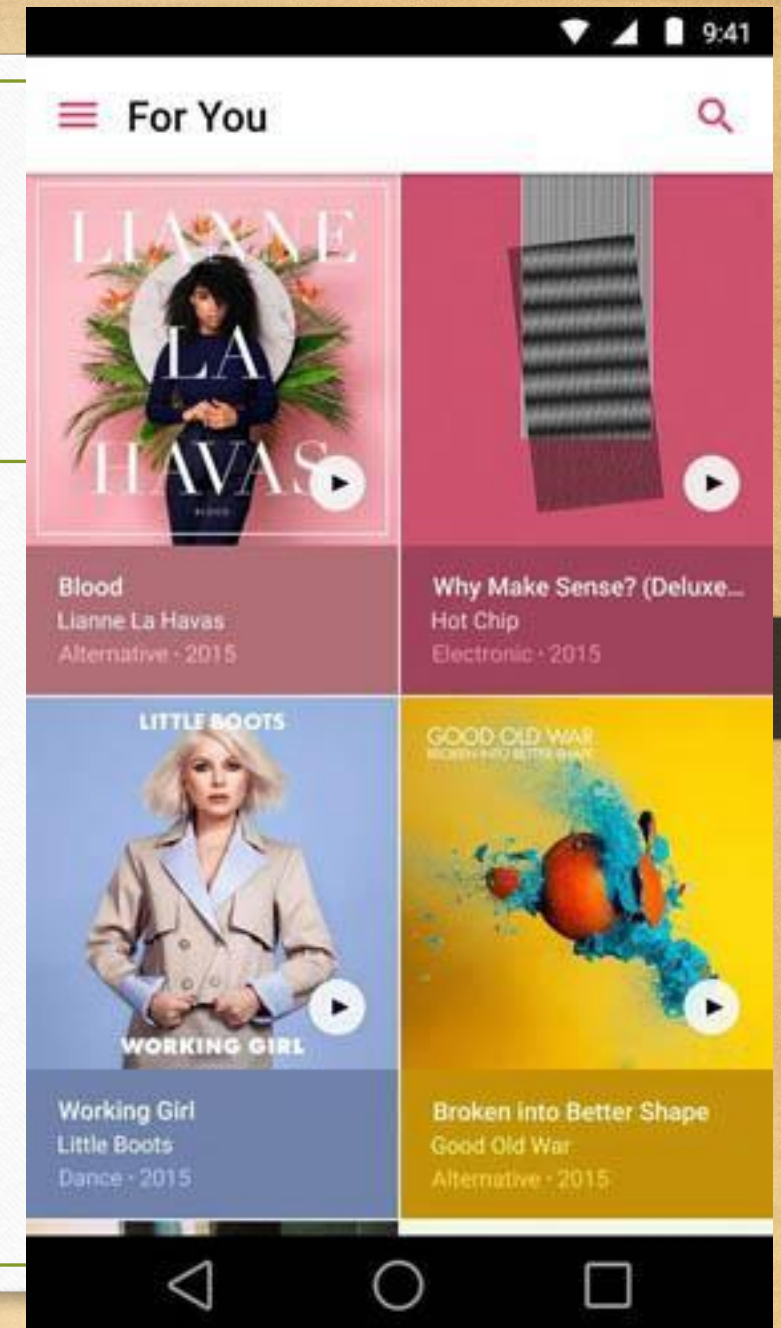 9:41
For You
LIANNE
LA
HAVAS
BLOOD
Blood
Lianne La Havas
Alternative · 2015
Why Make Sense? (Deluxe...
Hot Chip
Electronic · 2015
LITTLE BOOTS
WORKING GIRL
Working Girl
Little Boots
Dance · 2015
GOOD OLD WAR
BROKEN INTO BETTER SHAPE
Broken into Better Shape
Good Old War
Alternative · 2015